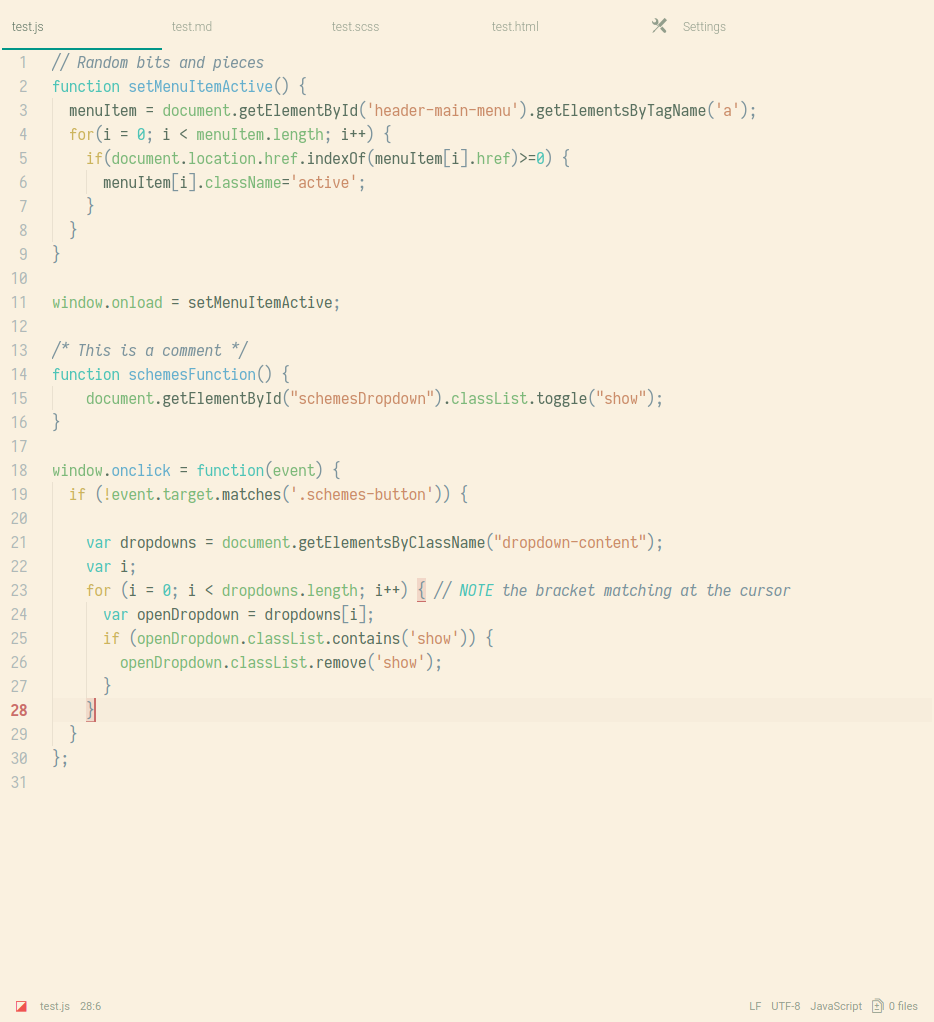 test.js test.md test.scss test.html Settings
1 // Random bits and pieces
2 function setMenuItemActive() {
3   menuItem = document.getElementById('header-main-menu').getElementsByTagName('a');
4   for(i = 0; i < menuItem.length; i++) {
5     if(document.location.href.indexOf(menuItem[i].href)>=0) {
6       menuItem[i].className='active';
7     }
8   }
9 }
10
11 window.onload = setMenuItemActive;
12
13 /* This is a comment */
14 function schemesFunction() {
15     document.getElementById("schemesDropdown").classList.toggle("show");
16 }
17
18 window.onclick = function(event) {
19   if (!event.target.matches('.schemes-button')) {
20
21     var dropdowns = document.getElementsByClassName("dropdown-content");
22     var i;
23     for (i = 0; i < dropdowns.length; i++) { // NOTE the bracket matching at the cursor
24       var openDropdown = dropdowns[i];
25       if (openDropdown.classList.contains('show')) {
26         openDropdown.classList.remove('show');
27       }
28     }
29   }
30 };
31
test.js 28:6 LF UTF-8 JavaScript 0 files